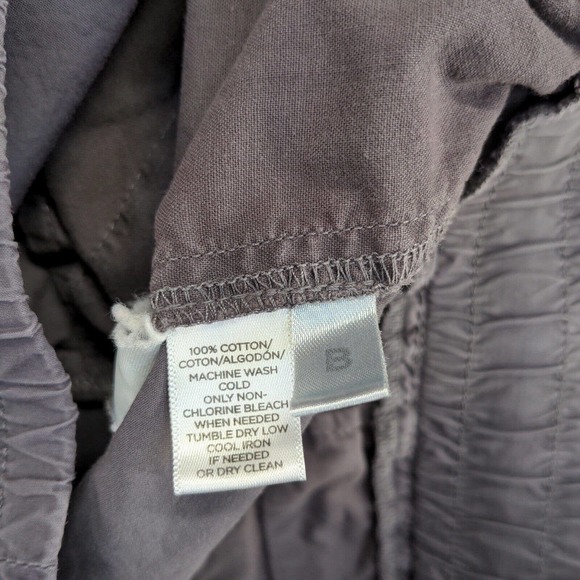 100% COTTON/
COTON/ALGODÓN/
MACHINE WASH
COLD
ONLY NON-
CHLORINE BLEACH
WHEN NEEDED
TUMBLE DRY LOW
COOL IRON
IF NEEDED
OR DRY CLEAN
B